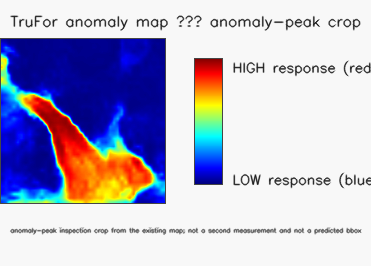 TruFor anomaly map ??? anomaly-peak crop
HIGH response (red
LOW response (blue
anomaly-peak inspection crop from the existing map; not a second measurement and not a predicted bbox